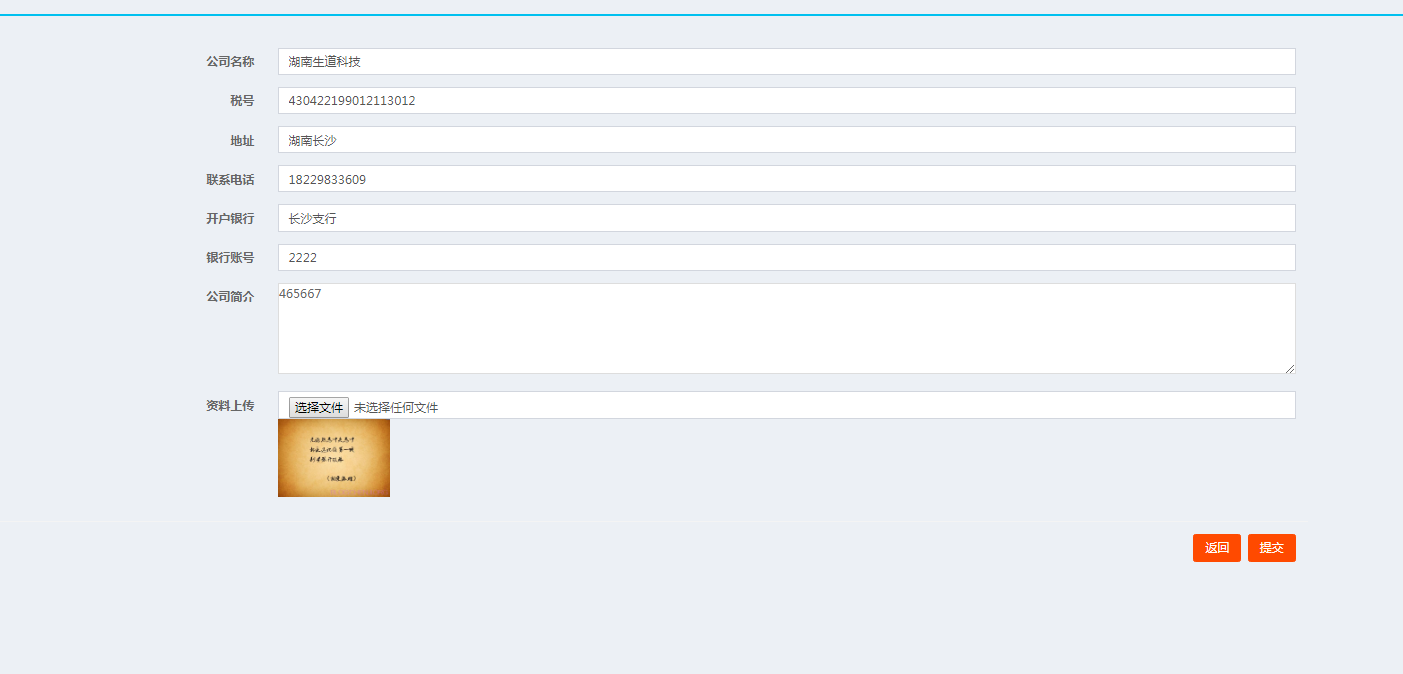 公司名称 湖南生道科技
税号 430422199012113012
地址 湖南长沙
联系电话 18229833609
开户银行 长沙支行
银行账号 2222
公司简介 465667
资料上传 选择文件 未选择任何文件
返回 提交